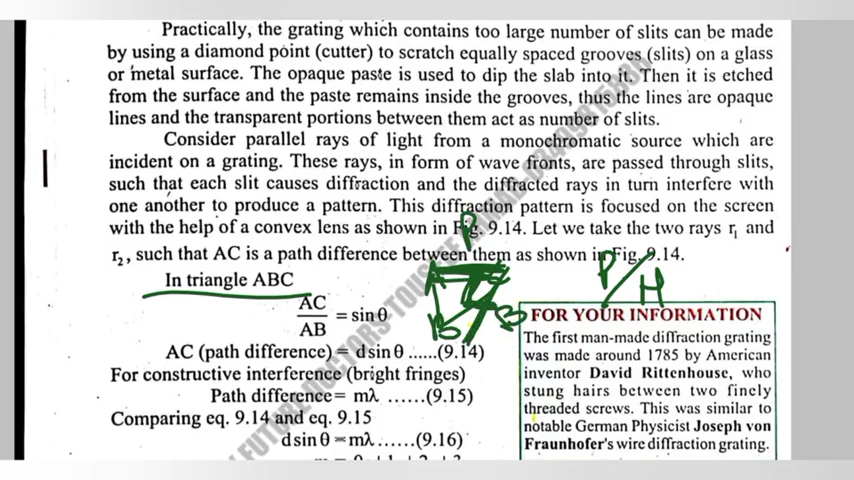 Practically, the grating which contains too large number of slits can be made
by using a diamond point (cutter) to scratch equally spaced grooves (slits) on a glass
or metal surface. The opaque paste is used to dip the slab into it. Then it is etched
from the surface and the paste remains inside the grooves, thus the lines are opaque
lines and the transparent portions between them act as number of slits.
Consider parallel rays of light from a monochromatic source which are
incident on a grating. These rays, in form of wave fronts, are passed through slits,
such that each slit causes diffraction and the diffracted rays in turn interfere with
one another to produce a pattern. This diffraction pattern is focused on the screen
with the help of a convex lens as shown in Fig. 9.14. Let we take the two rays r₁ and
r₂, such that AC is a path difference between them as shown in Fig. 9.14.
In triangle ABC
AC/AB = sinθ
AC (path difference) = dsinθ ......(9.14)
For constructive interference (bright fringes)
Path difference= mλ ......(9.15)
Comparing eq. 9.14 and eq. 9.15
dsinθ=mλ......(9.16)
P/H
FOR YOUR INFORMATION
The first man-made diffraction grating
was made around 1785 by American
inventor David Rittenhouse, who
stung hairs between two finely
threaded screws. This was similar to
notable German Physicist Joseph von
Fraunhofer's wire diffraction grating.